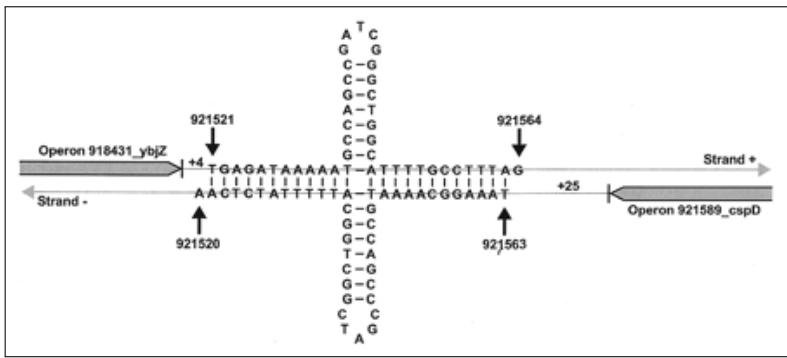 T
A C
G G
C–G
C–G
G–C
A–T
C–G
C–G
G–C
921521 921564
Operon 918431_ybjZ +4 TGAGATAAAAAT–ATTTTGCCTTTAG Strand +
Strand - AACTCTATTTTTA–TAAAACGGAAAT +25 Operon 921589_cspD
921520 921563
C–G
G–C
G–C
T–A
C–G
G–C
G–C
C C
T G
A